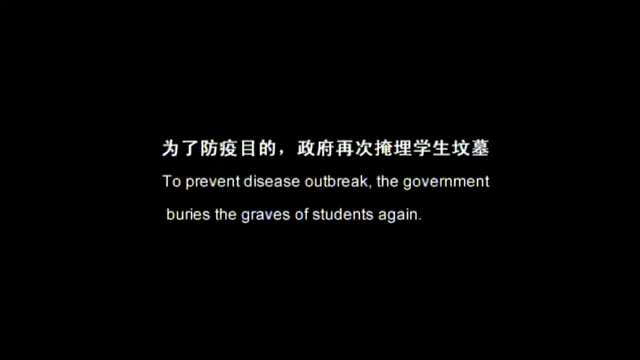 为了防疫目的，政府再次掩埋学生坟墓
To prevent disease outbreak, the government
buries the graves of students again.